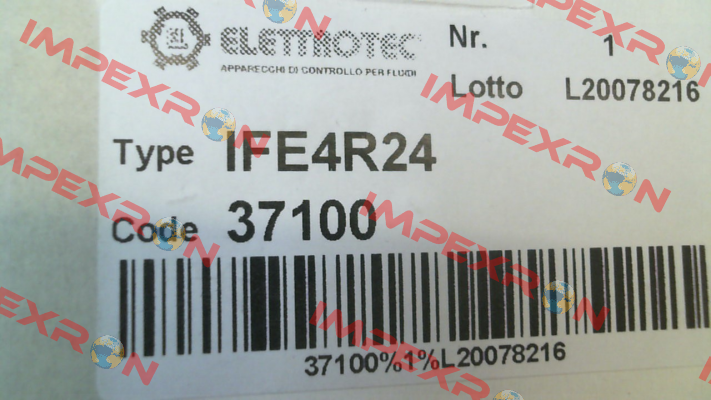 ELETTROTEC
APPARECCHI DI CONTROLLO PER FLUIDI
Nr. 1
Lotto L20078216
Type IFE4R24
Code 37100
37100%1%L20078216
IMPEXRON
IMPEXRON
IMPEXRON
IMPEXRON
IMPEXRON
IMPEXRON